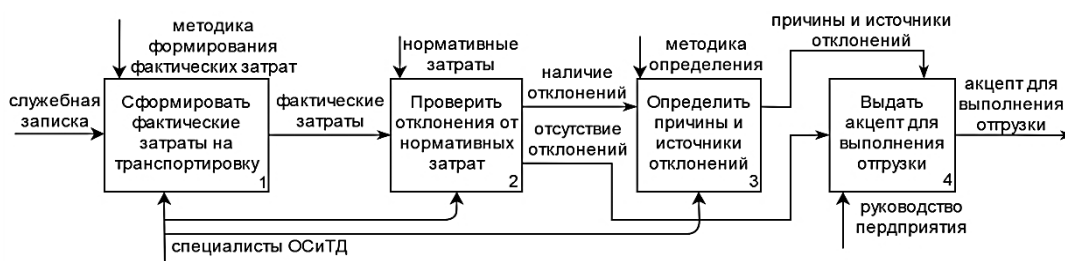 методика
формирования
фактических затрат
служебная
записка
Сформировать
фактические
затраты на
транспортировку
1
фактические
затраты
нормативные
затраты
Проверить
отклонения от
нормативных
затрат
2
наличие
отклонений
отсутствие
отклонений
методика
определения
Определить
причины и
источники
отклонений
3
причины и источники
отклонений
Выдать
акцепт для
выполнения
отгрузки
4
акцепт для
выполнения
отгрузки
специалисты ОСиТД
руководство
пердприятия